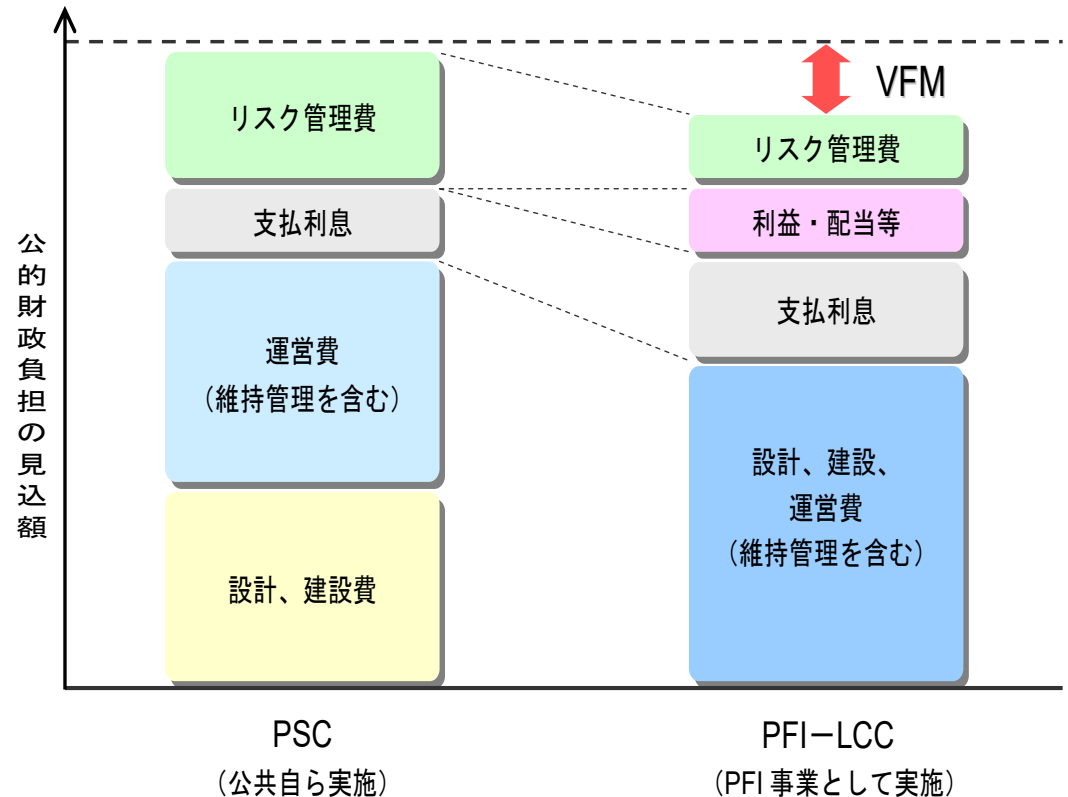 公的財政負担の見込額
リスク管理費
支払利息
運営費
（維持管理を含む）
設計、建設費
VFM
リスク管理費
利益・配当等
支払利息
設計、建設、
運営費
（維持管理を含む）
PSC
（公共自ら実施）
PFI－LCC
（PFI 事業として実施）